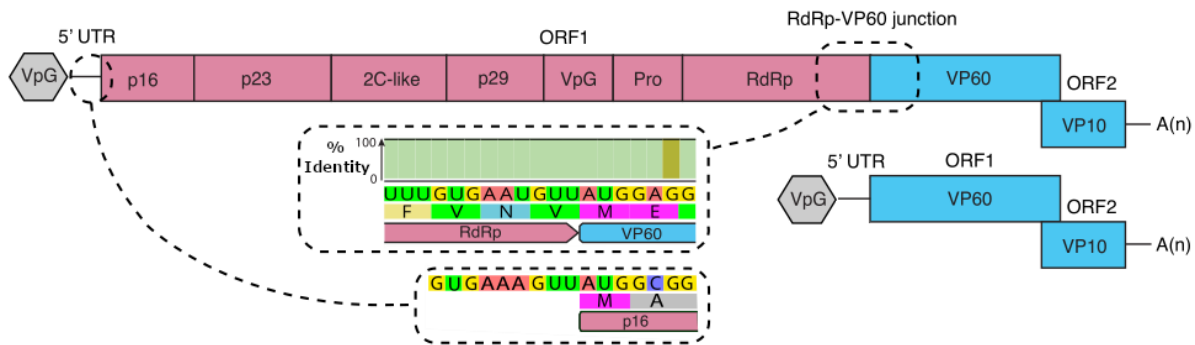 RdRp-VP60 junction
5' UTR
ORF1
VpG
p16
p23
2C-like
p29
VpG
Pro
RdRp
VP60
ORF2
VP10
A(n)
%
Identity
100
0
UUUGUGAAUGUUAUGGAGG
F V N V M E
RdRp
VP60
5' UTR
ORF1
VpG
VP60
ORF2
VP10
A(n)
GUGAAAGUUAUGGCGG
M A
p16